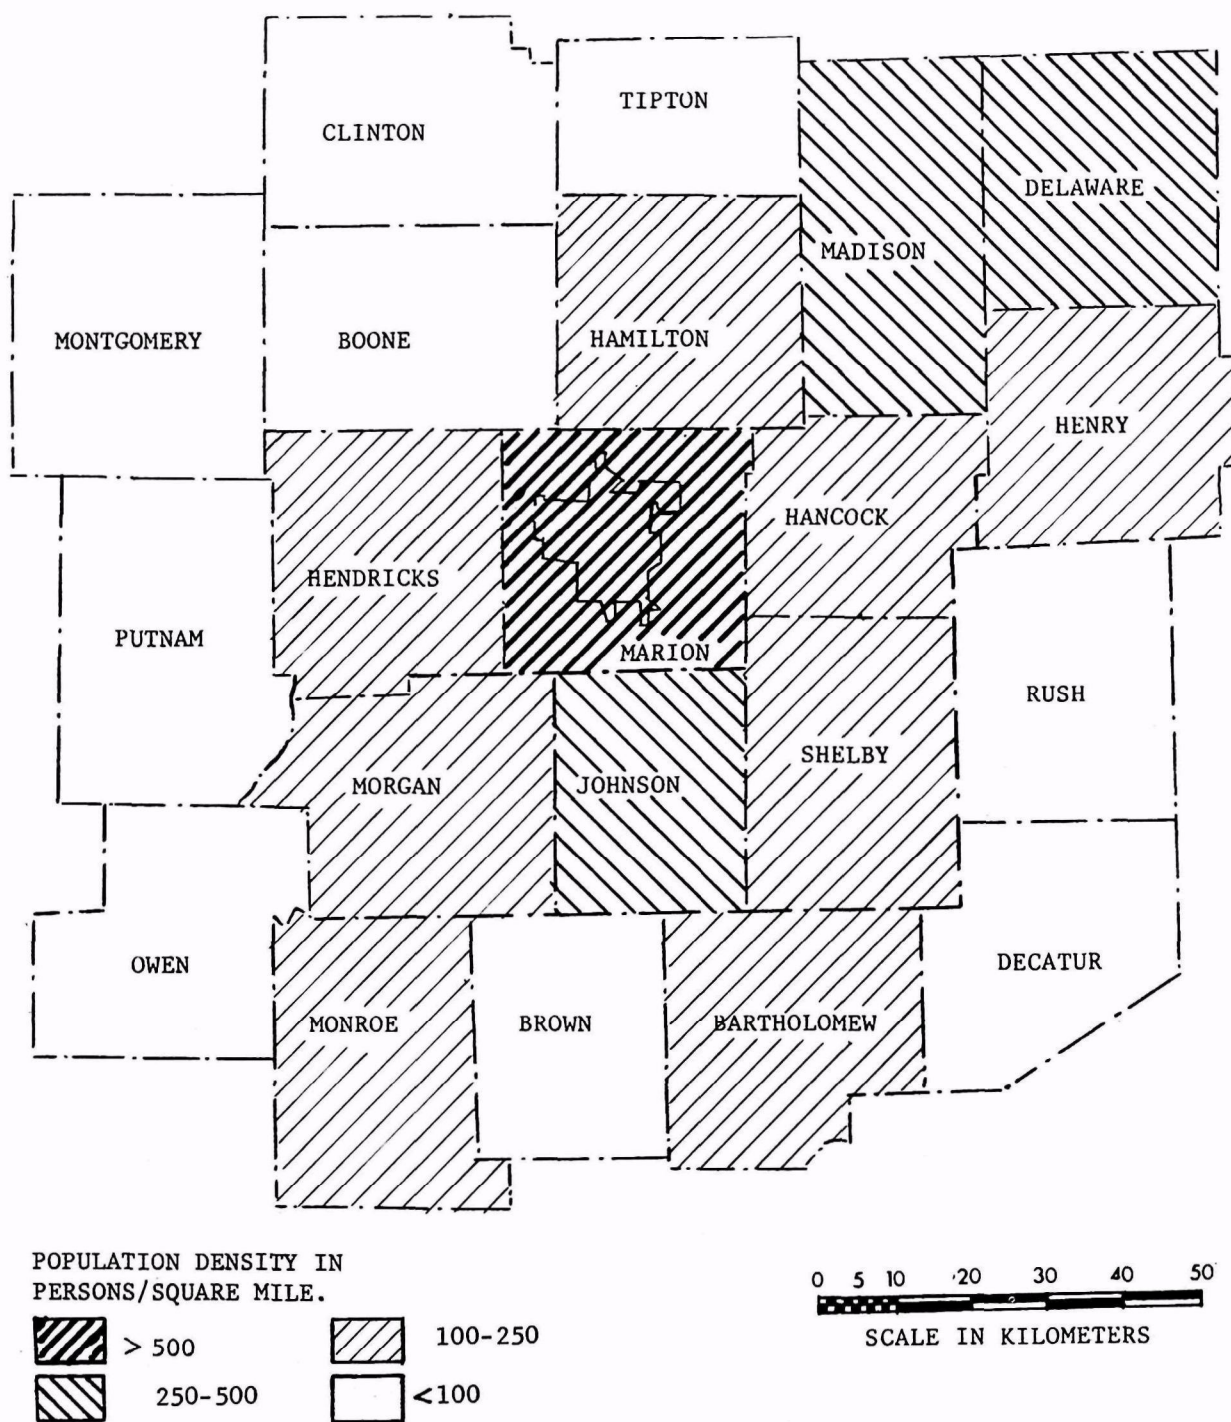 TIPTON
CLINTON
DELAWARE
MADISON
MONTGOMERY
BOONE
HAMILTON
HENRY
HANCOCK
HENDRICKS
PUTNAM
MARION
RUSH
SHELBY
MORGAN
JOHNSON
OWEN
DECATUR
MONROE
BROWN
BARTHOLOMEW
POPULATION DENSITY IN
PERSONS/SQUARE MILE.
> 500
100-250
250-500
<100
0 5 10 20 30 40 50
SCALE IN KILOMETERS